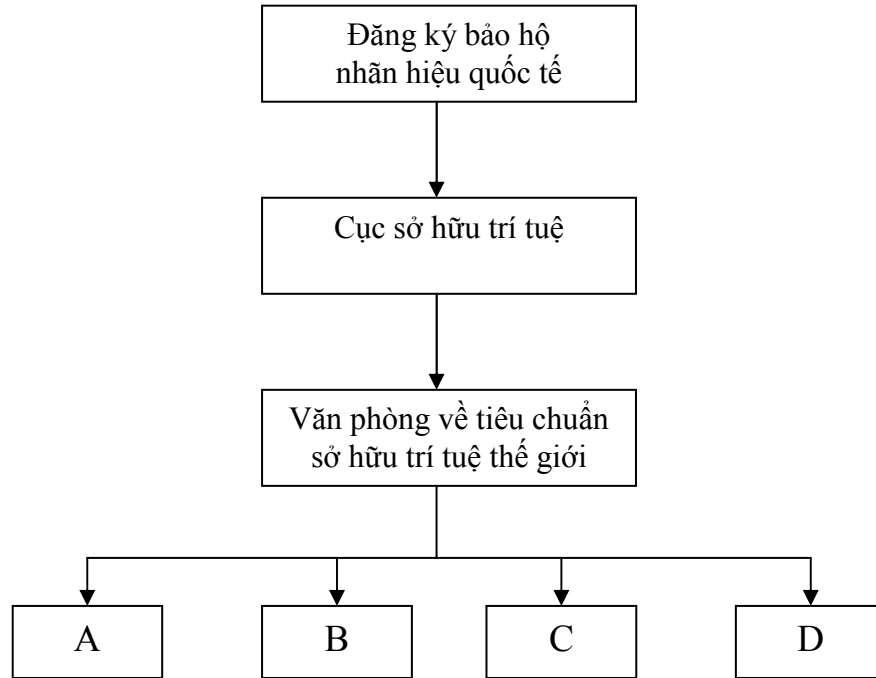 Đăng ký bảo hộ
nhãn hiệu quốc tế
Cục sở hữu trí tuệ
Văn phòng về tiêu chuẩn
sở hữu trí tuệ thế giới
A
B
C
D